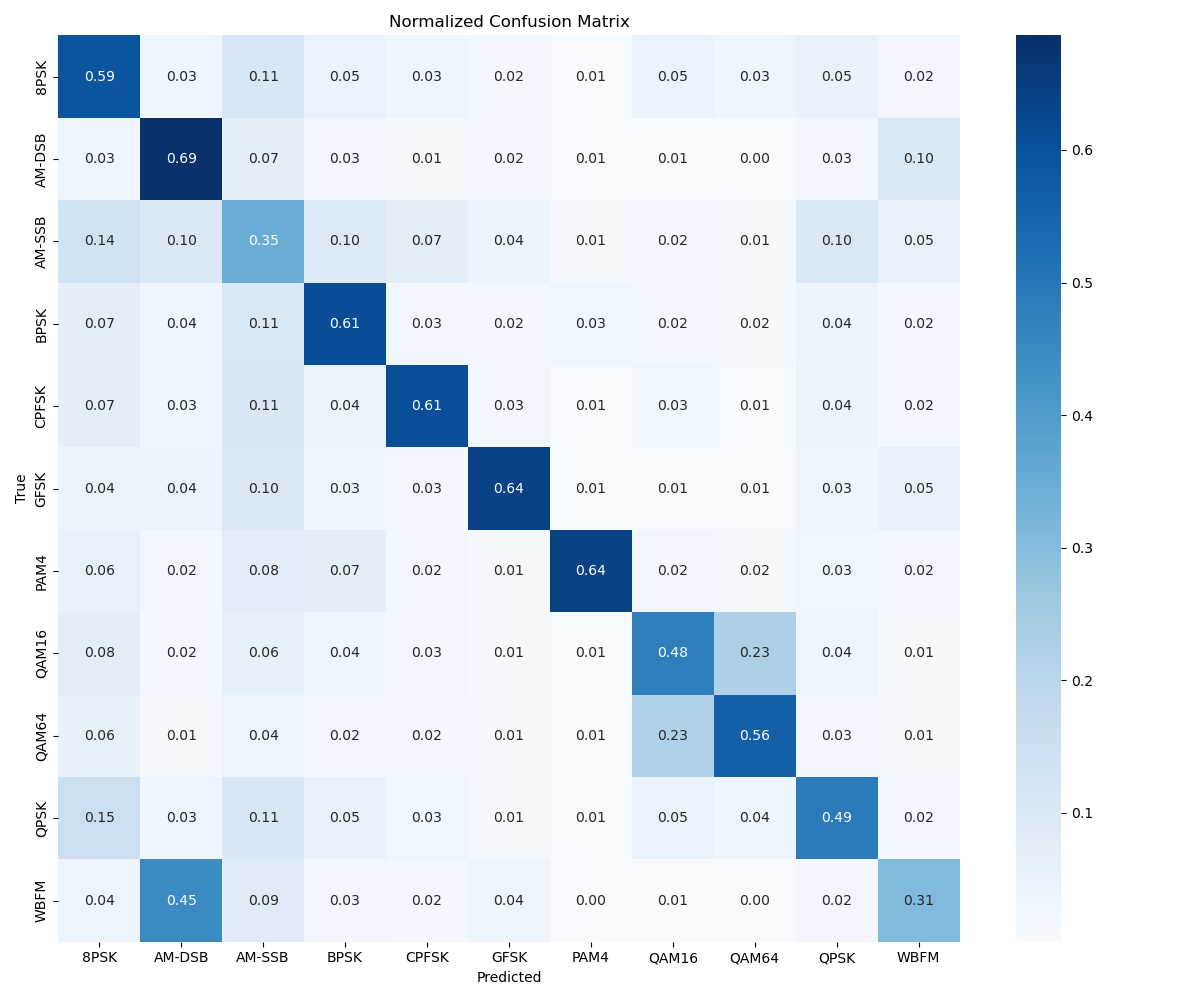 Normalized Confusion Matrix
8PSK 0.59 0.03 0.11 0.05 0.03 0.02 0.01 0.05 0.03 0.05 0.02
AM-DSB 0.03 0.69 0.07 0.03 0.01 0.02 0.01 0.01 0.00 0.03 0.10
AM-SSB 0.14 0.10 0.35 0.10 0.07 0.04 0.01 0.02 0.01 0.10 0.05
BPSK 0.07 0.04 0.11 0.61 0.03 0.02 0.03 0.02 0.02 0.04 0.02
CPFSK 0.07 0.03 0.11 0.04 0.61 0.03 0.01 0.03 0.01 0.04 0.02
GFSK 0.04 0.04 0.10 0.03 0.03 0.64 0.01 0.01 0.01 0.03 0.05
PAM4 0.06 0.02 0.08 0.07 0.02 0.01 0.64 0.02 0.02 0.03 0.02
QAM16 0.08 0.02 0.06 0.04 0.03 0.01 0.01 0.48 0.23 0.04 0.01
QAM64 0.06 0.01 0.04 0.02 0.02 0.01 0.01 0.23 0.56 0.03 0.01
QPSK 0.15 0.03 0.11 0.05 0.03 0.01 0.01 0.05 0.04 0.49 0.02
WBFM 0.04 0.45 0.09 0.03 0.02 0.04 0.00 0.01 0.00 0.02 0.31
8PSK AM-DSB AM-SSB BPSK CPFSK GFSK PAM4 QAM16 QAM64 QPSK WBFM
Predicted
True
0.6
0.5
0.4
0.3
0.2
0.1